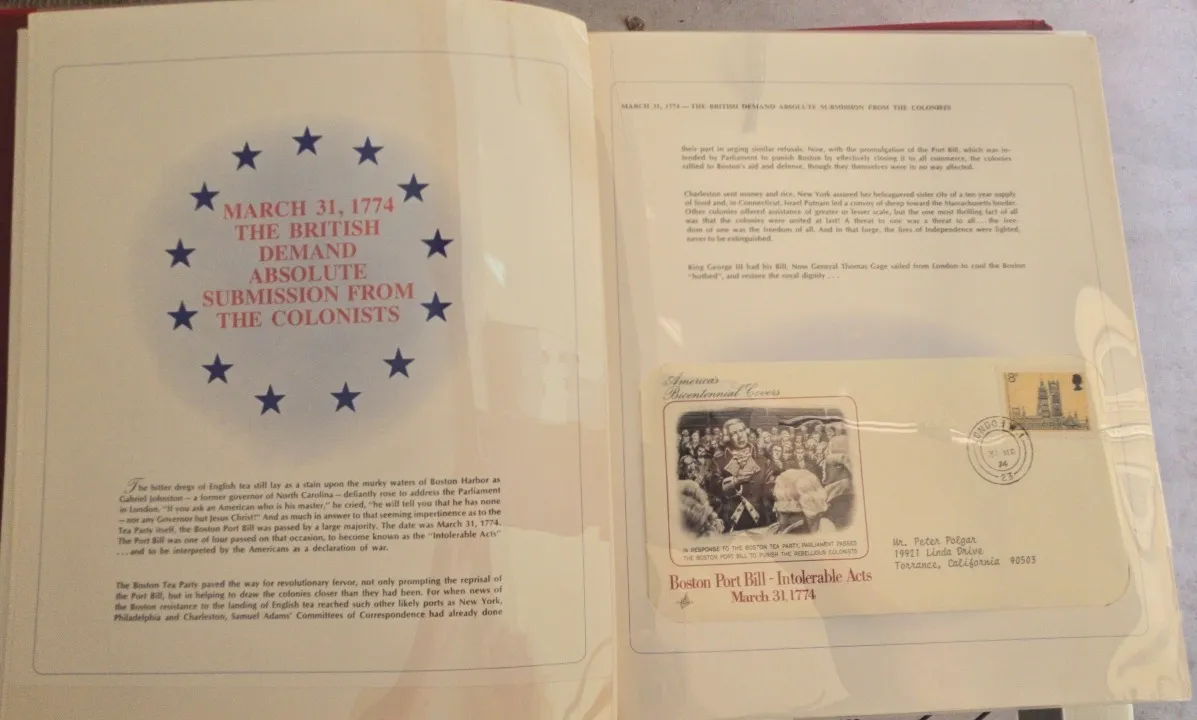 MARCH 31, 1774
THE BRITISH
DEMAND
ABSOLUTE
SUBMISSION FROM
THE COLONISTS
The bitter dregs of English tea still lay as a stain upon the murky waters of Boston Harbor as
Gabriel Johnston — a former governor of North Carolina — defiantly rose to address the Parliament
in London. "If you ask an American who is his master," he cried, "he will tell you that he has none
— nor any Governor but Jesus Christ!" And as much in answer to that seeming impertinence as to the
Tea Party itself, the Boston Port Bill was passed by a large majority. The date was March 31, 1774.
The Port Bill was one of four passed on that occasion, to become known as the "Intolerable Acts"
. . . and to be interpreted by the Americans as a declaration of war.
The Boston Tea Party paved the way for revolutionary fervor, not only prompting the reprisal of
the Port Bill, but in helping to draw the colonies closer than they had been. For when news of
the Boston resistance to the landing of English tea reached such other likely ports as New York,
Philadelphia and Charleston, Samuel Adams' Committees of Correspondence had already done
MARCH 31, 1774 — THE BRITISH DEMAND ABSOLUTE SUBMISSION FROM THE COLONISTS
their part in urging similar refusals. Now, with the promulgation of the Port Bill, which was in-
tended by Parliament to punish Boston by effectively closing it to all commerce, the colonies
rallied to Boston's aid and defense, though they themselves were in no way affected.
Charleston sent money and rice, New York assured her beleaguered sister city of a ten year supply
of food and, in Connecticut, Israel Putnam led a convoy of sheep toward the Massachusetts border.
Other colonies offered assistance of greater or lesser scale, but the one most thrilling fact of all
was that the colonies were united at last! A threat to one was a threat to all . . . the free-
dom of one was the freedom of all. And in that forge, the fires of Independence were lighted,
never to be extinguished.
King George III had his Bill. Now General Thomas Gage sailed from London to cool the Boston
"hotbed", and restore the royal dignity . . .
America's
Bicentennial Covers
IN RESPONSE TO THE BOSTON TEA PARTY, PARLIAMENT PASSED
THE BOSTON PORT BILL TO PUNISH THE REBELLIOUS COLONISTS
Boston Port Bill - Intolerable Acts
March 31, 1774
8P
Mr. Peter Polgar
19921 Linda Drive
Torrance, California 90503